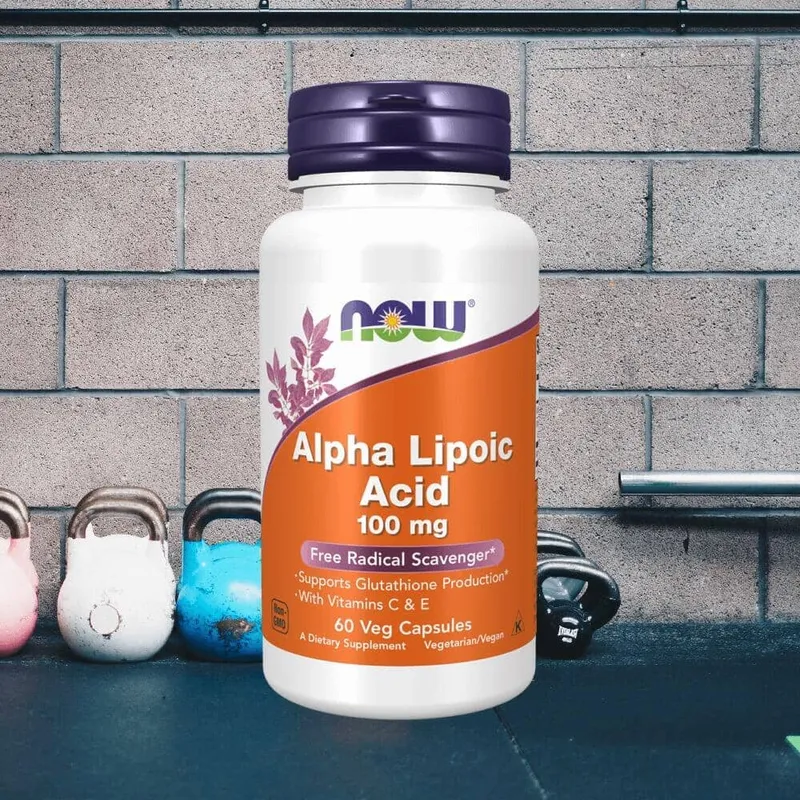 NOW®
Alpha Lipoic
Acid
100 mg
Free Radical Scavenger*
·Supports Glutathione Production*
·With Vitamins C & E
Non-
GMO
60 Veg Capsules
K
A Dietary Supplement Vegetarian/Vegan
EVERLAST